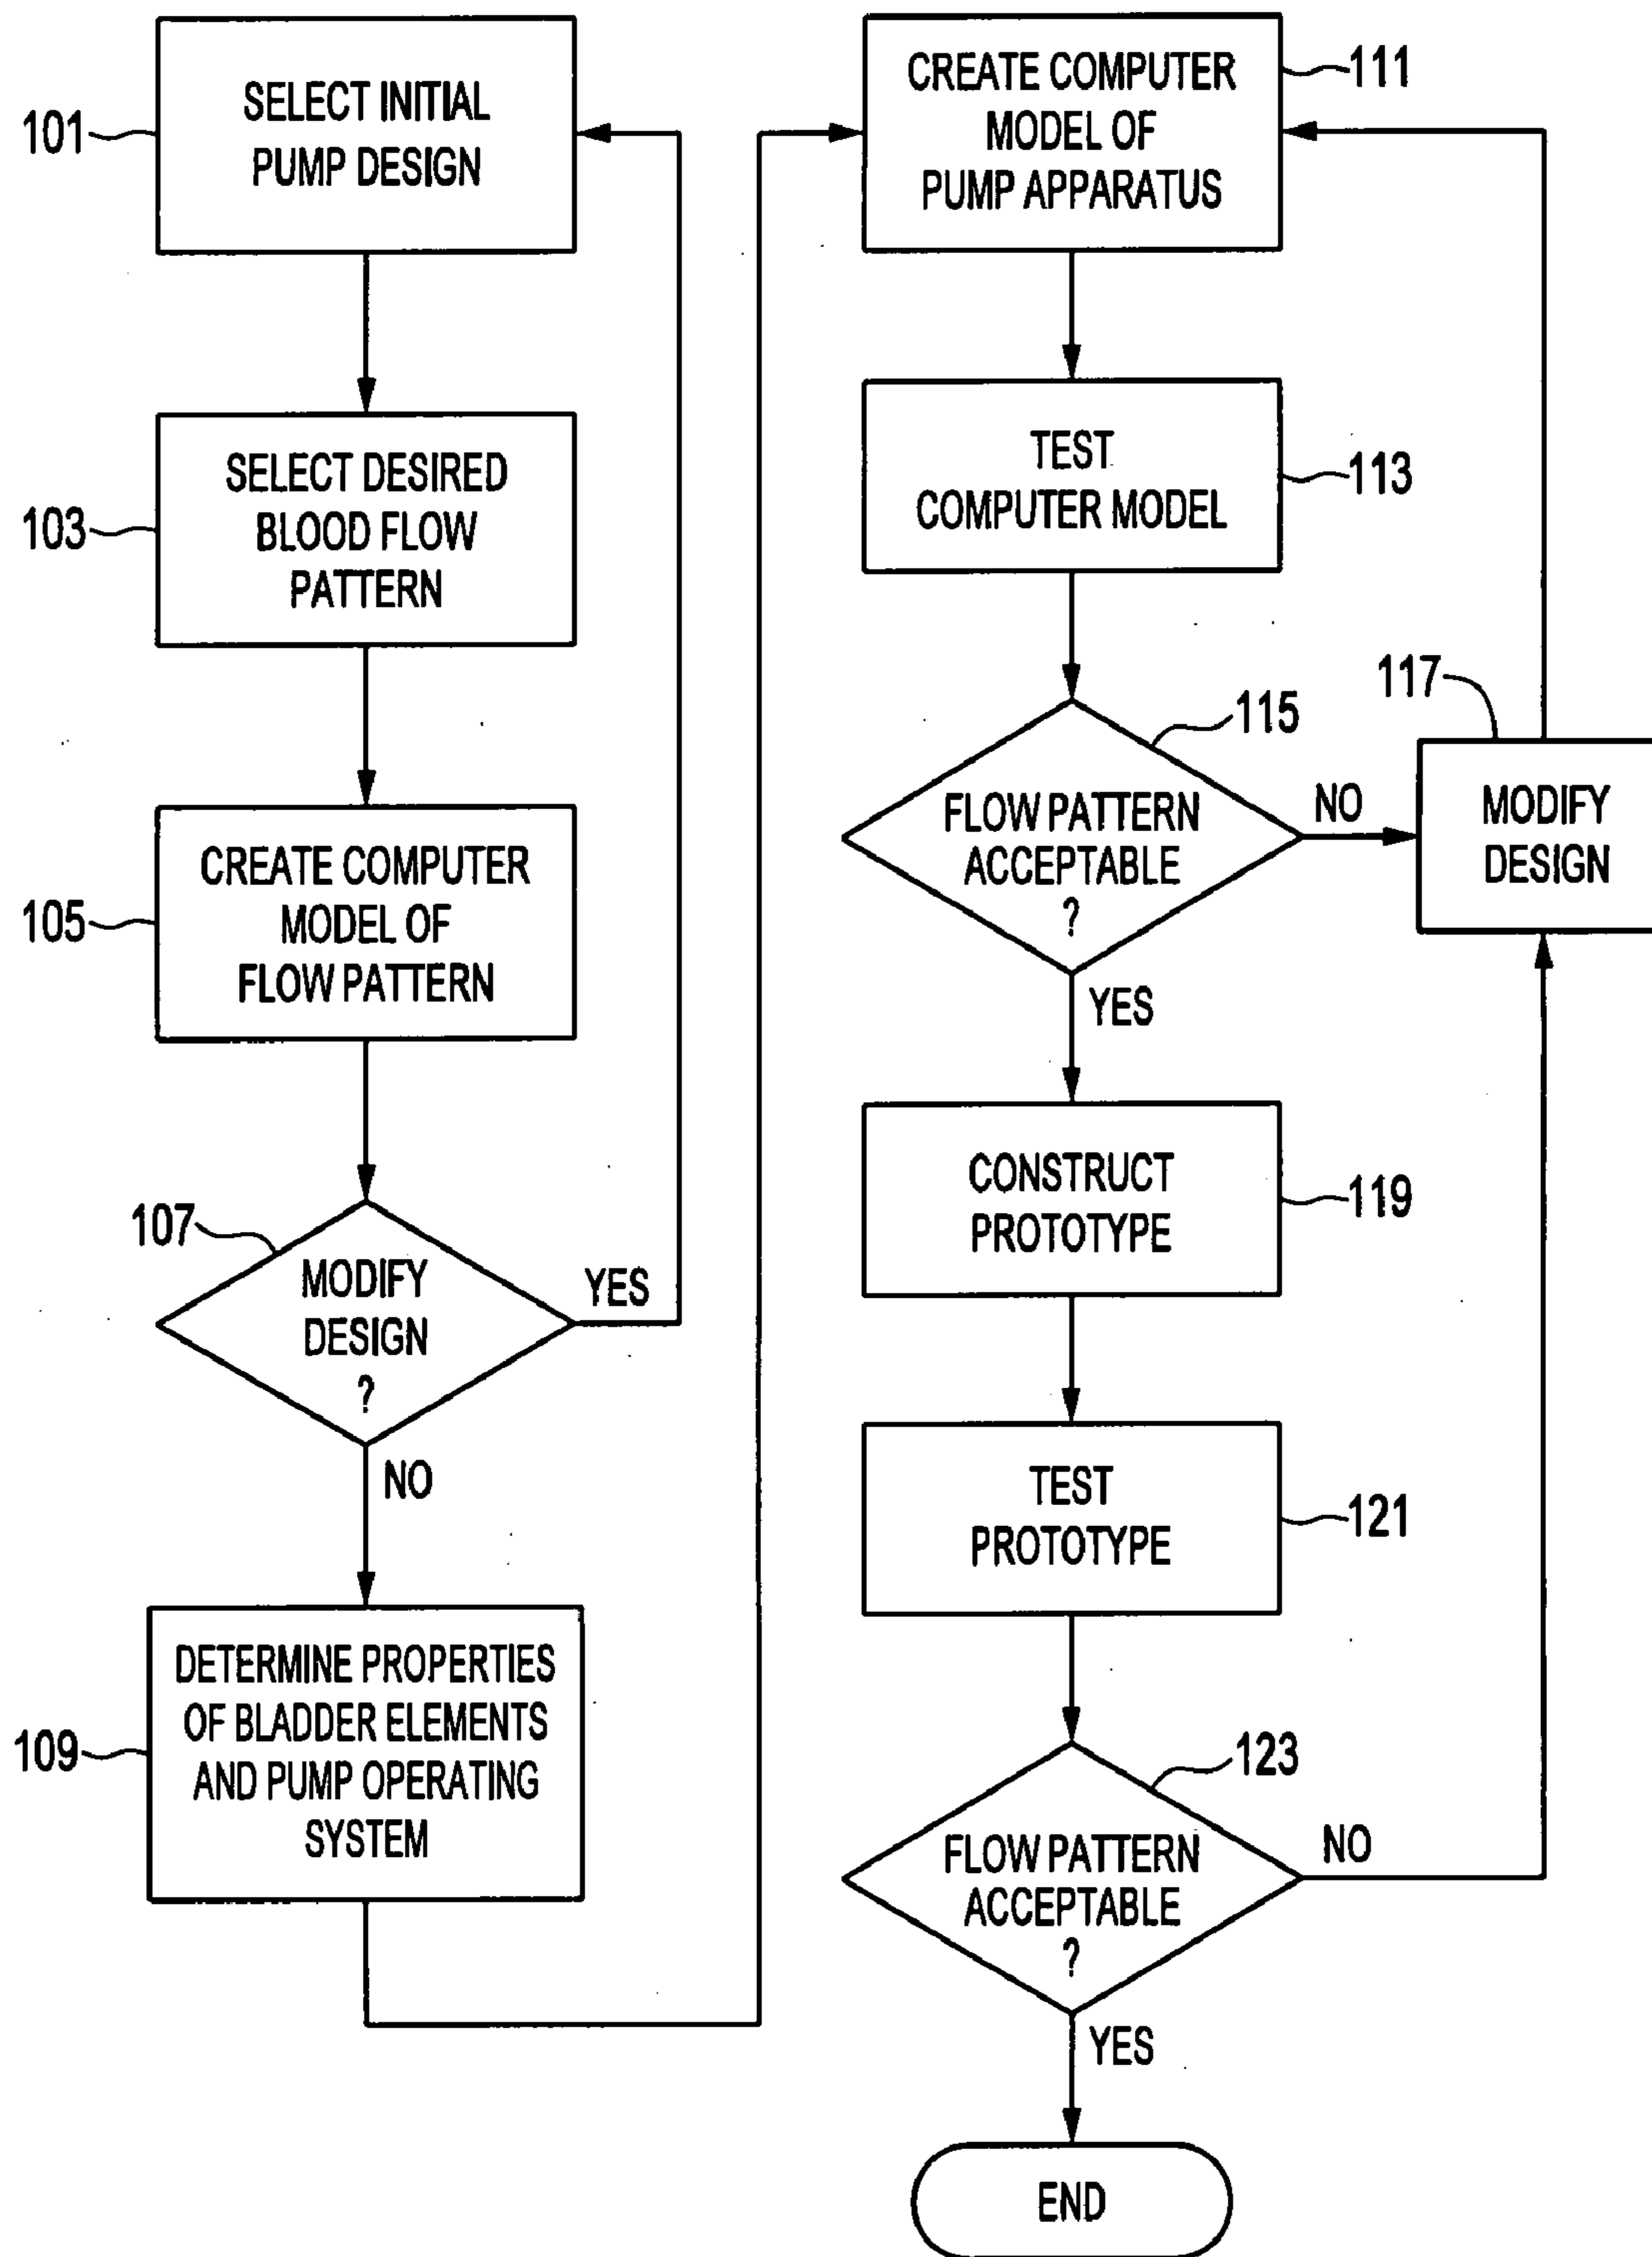 101
SELECT INITIAL
PUMP DESIGN
103
SELECT DESIRED
BLOOD FLOW
PATTERN
105
CREATE COMPUTER
MODEL OF
FLOW PATTERN
107
MODIFY
DESIGN
?
YES
NO
109
DETERMINE PROPERTIES
OF BLADDER ELEMENTS
AND PUMP OPERATING
SYSTEM
CREATE COMPUTER
MODEL OF
PUMP APPARATUS
111
TEST
COMPUTER MODEL
113
115
FLOW PATTERN
ACCEPTABLE
?
NO
YES
117
MODIFY
DESIGN
CONSTRUCT
PROTOTYPE
119
TEST
PROTOTYPE
121
123
FLOW PATTERN
ACCEPTABLE
?
NO
YES
END